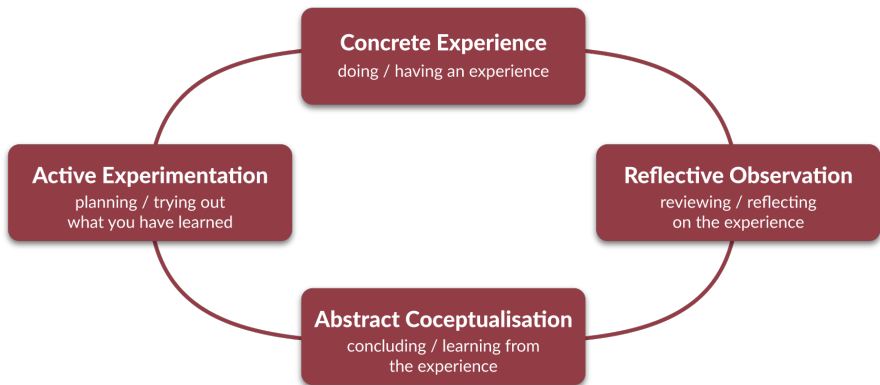 Concrete Experience
doing / having an experience
Active Experimentation
planning / trying out
what you have learned
Reflective Observation
reviewing / reflecting
on the experience
Abstract Coceptualisation
concluding / learning from
the experience